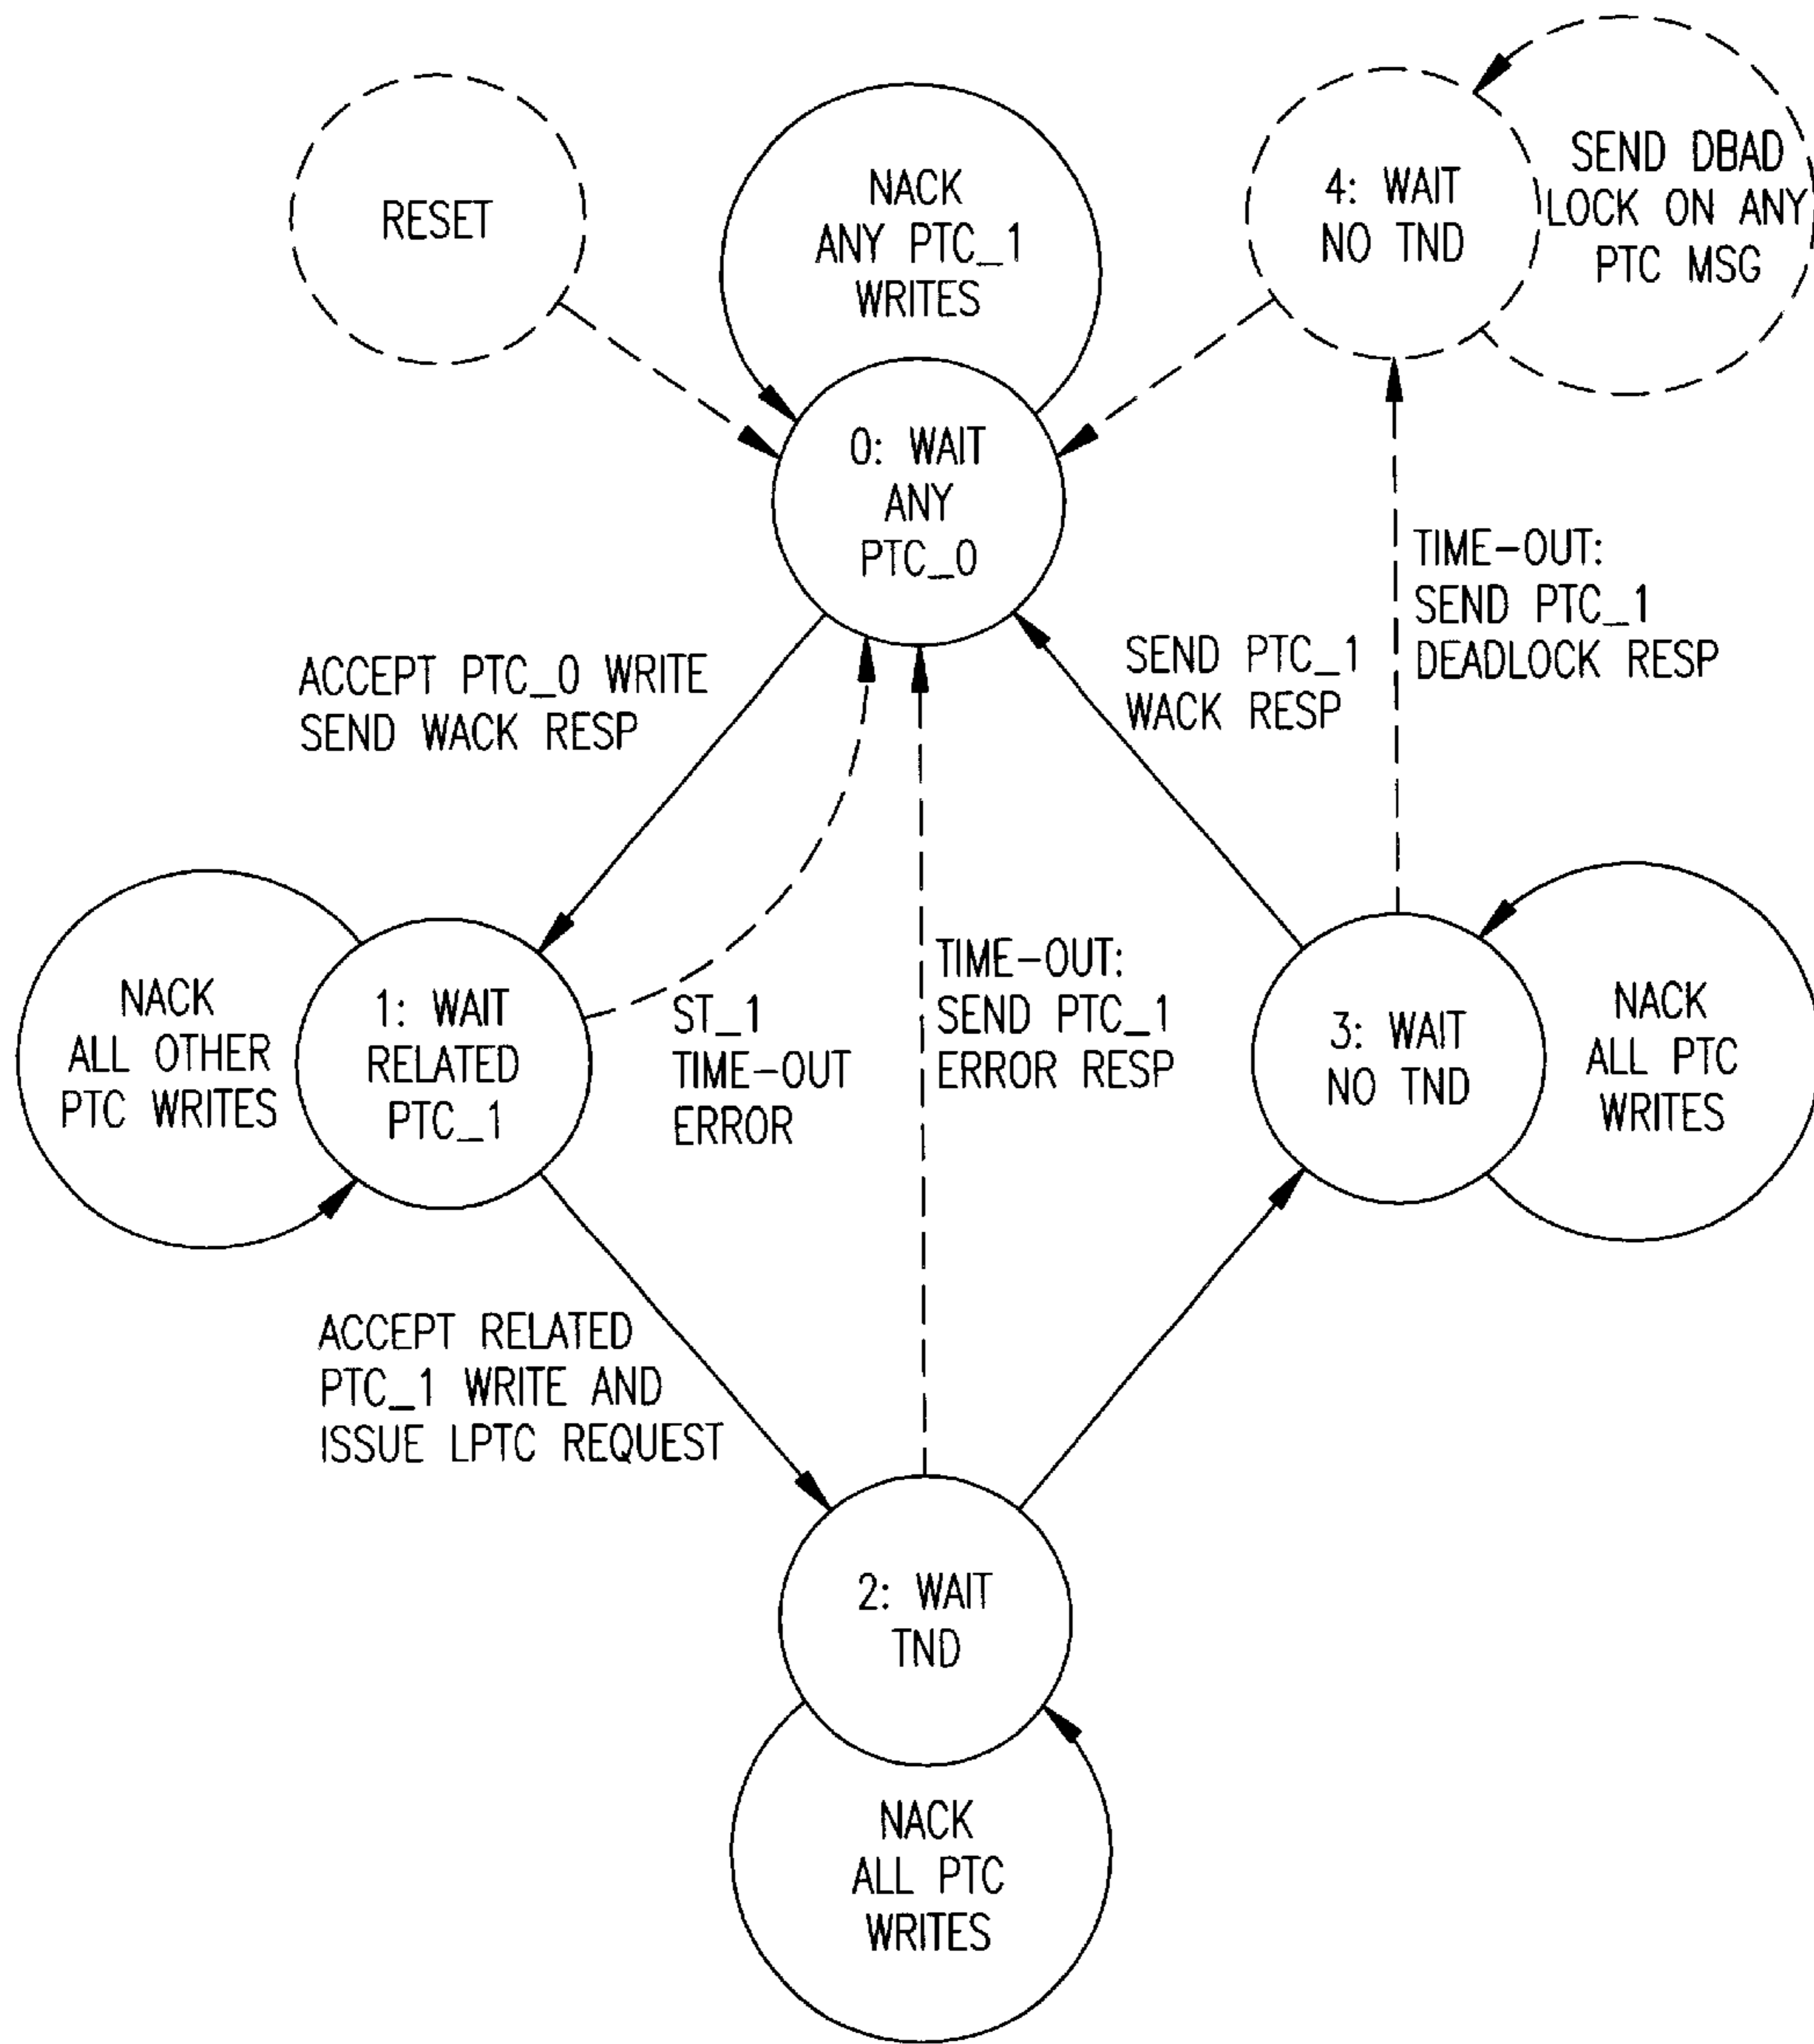 RESET
NACK
ANY PTC_1
WRITES
4: WAIT
NO TND
SEND DBAD
LOCK ON ANY
PTC MSG
0: WAIT
ANY
PTC_0
TIME-OUT:
SEND PTC_1
DEADLOCK RESP
ACCEPT PTC_0 WRITE
SEND WACK RESP
SEND PTC_1
WACK RESP
NACK
ALL OTHER
PTC WRITES
1: WAIT
RELATED
PTC_1
ST_1
TIME-OUT
ERROR
TIME-OUT:
SEND PTC_1
ERROR RESP
3: WAIT
NO TND
NACK
ALL PTC
WRITES
ACCEPT RELATED
PTC_1 WRITE AND
ISSUE LPTC REQUEST
2: WAIT
TND
NACK
ALL PTC
WRITES